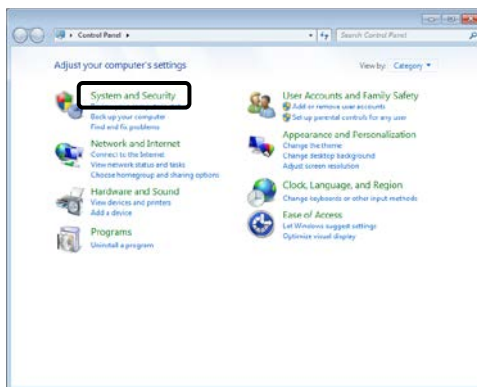 Control Panel
Search Control Panel
Adjust your computer's settings
View by: Category
System and Security
Back up your computer
Find and fix problems
Network and Internet
Connect to the Internet
View network status and tasks
Choose homegroup and sharing options
Hardware and Sound
View devices and printers
Add a device
Programs
Uninstall a program
User Accounts and Family Safety
Add or remove user accounts
Set up parental controls for any user
Appearance and Personalization
Change the theme
Change desktop background
Adjust screen resolution
Clock, Language, and Region
Change keyboards or other input methods
Ease of Access
Let Windows suggest settings
Optimize visual display